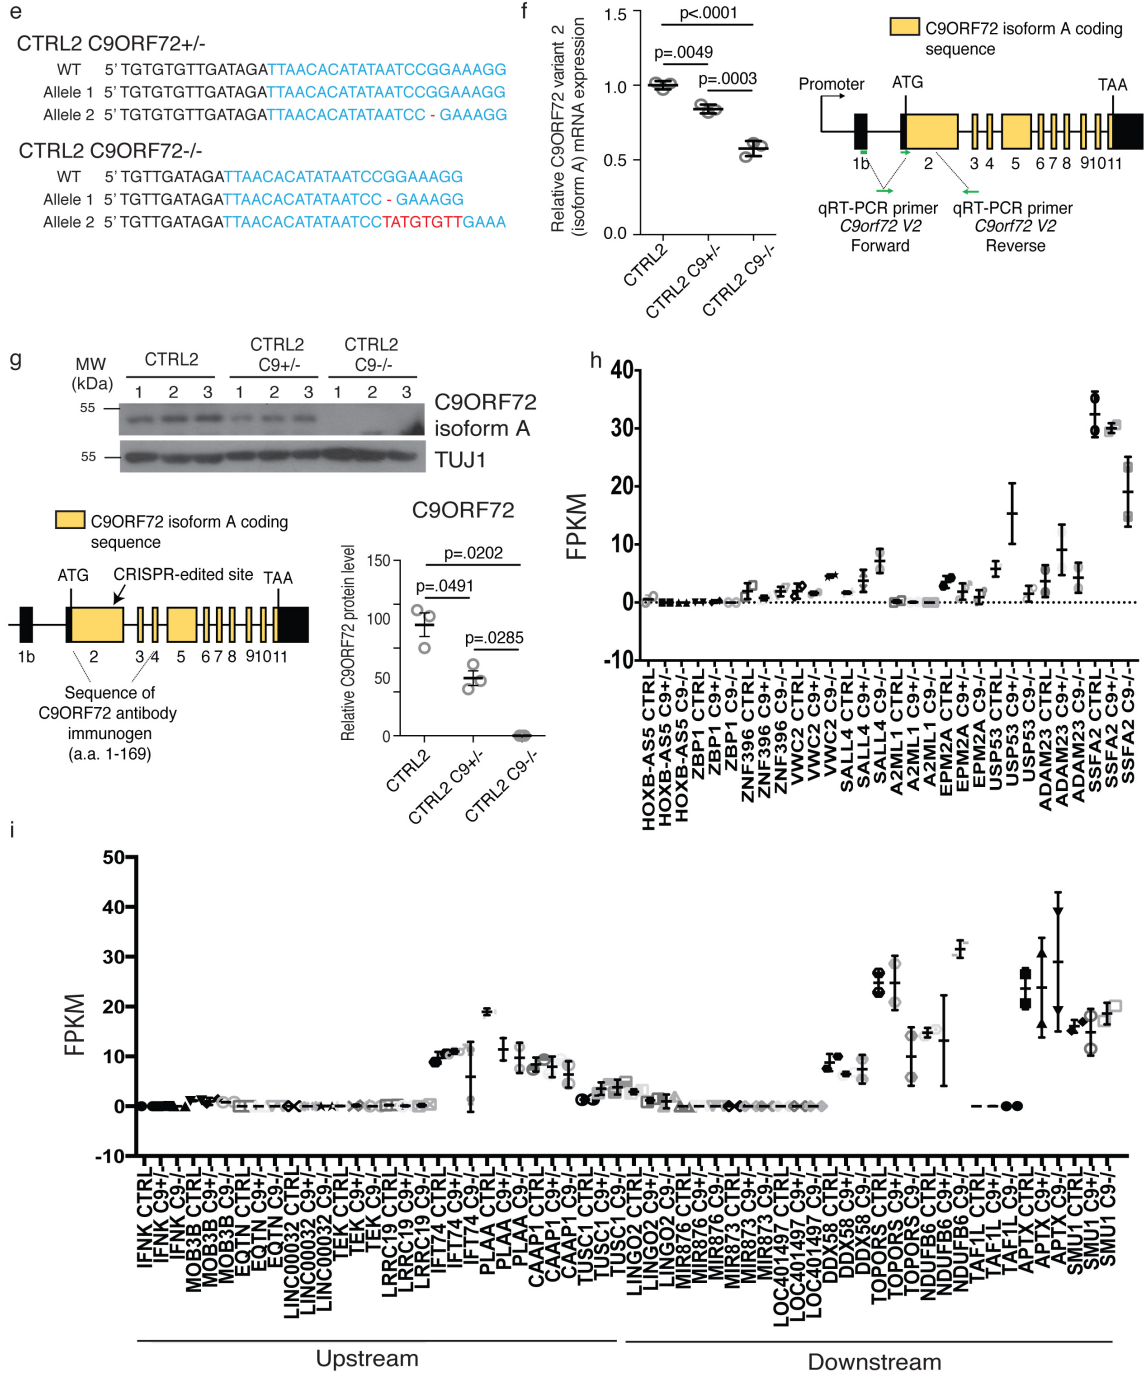 e
CTRL2 C9ORF72+/-
WT 5' TGTGTGTTGATAGATTAACACATATAATCCGGAAAGG
Allele 1 5' TGTGTGTTGATAGATTAACACATATAATCCGGAAAGG
Allele 2 5' TGTGTGTTGATAGATTAACACATATAATCC - GAAAGG
CTRL2 C9ORF72-/-
WT 5' TGTTGATAGATTAACACATATAATCCGGAAAGG
Allele 1 5' TGTTGATAGATTAACACATATAATCC - GAAAGG
Allele 2 5' TGTTGATAGATTAACACATATAATCCTATGTGTTGAAA
f
Relative C9ORF72 variant 2
(isoform A) mRNA expression
1.5
1.0
0.5
0.0
p<.0001
p=.0049
p=.0003
CTRL2
CTRL2 C9+/-
CTRL2 C9-/-
C9ORF72 isoform A coding
sequence
Promoter
ATG
TAA
1b 2 3 4 5 6 7 8 9 10 11
qRT-PCR primer
C9orf72 V2
Forward
qRT-PCR primer
C9orf72 V2
Reverse
g
MW
(kDa)
CTRL2
CTRL2
C9+/-
CTRL2
C9-/-
1 2 3 1 2 3 1 2 3
55
C9ORF72
isoform A
55
TUJ1
C9ORF72 isoform A coding
sequence
ATG
CRISPR-edited site
TAA
1b 2 3 4 5 6 7 8 9 10 11
Sequence of
C9ORF72 antibody
immunogen
(a.a. 1-169)
C9ORF72
Relative C9ORF72 protein level
150
100
50
0
p=.0202
p=.0491
p=.0285
CTRL2
CTRL2 C9+/-
CTRL2 C9-/-
h
FPKM
40
30
20
10
0
-10
HOXB-AS5 CTRL
HOXB-AS5 C9+/-
HOXB-AS5 C9-/-
ZBP1 CTRL
ZBP1 C9+/-
ZBP1 C9-/-
ZNF396 CTRL
ZNF396 C9+/-
ZNF396 C9-/-
VWC2 CTRL
VWC2 C9+/-
VWC2 C9-/-
SALL4 CTRL
SALL4 C9+/-
SALL4 C9-/-
A2ML1 CTRL
A2ML1 C9+/-
A2ML1 C9-/-
EPM2A CTRL
EPM2A C9+/-
EPM2A C9-/-
USP53 CTRL
USP53 C9+/-
USP53 C9-/-
ADAM23 CTRL
ADAM23 C9+/-
ADAM23 C9-/-
SSFA2 CTRL
SSFA2 C9+/-
SSFA2 C9-/-
i
FPKM
50
40
30
20
10
0
-10
IFNK CTRL
IFNK C9+/-
IFNK C9-/-
MOB3B CTRL
MOB3B C9+/-
MOB3B C9-/-
EQTN CTRL
EQTN C9+/-
EQTN C9-/-
LINC00032 CTRL
LINC00032 C9+/-
LINC00032 C9-/-
TEK CTRL
TEK C9+/-
TEK C9-/-
LRRC19 CTRL
LRRC19 C9+/-
LRRC19 C9-/-
IFT74 CTRL
IFT74 C9+/-
IFT74 C9-/-
PLAA CTRL
PLAA C9+/-
PLAA C9-/-
CAAP1 CTRL
CAAP1 C9+/-
CAAP1 C9-/-
TUSC1 CTRL
TUSC1 C9+/-
TUSC1 C9-/-
LINGO2 CTRL
LINGO2 C9+/-
LINGO2 C9-/-
MIR876 CTRL
MIR876 C9+/-
MIR876 C9-/-
MIR873 CTRL
MIR873 C9+/-
MIR873 C9-/-
LOC401497 CTRL
LOC401497 C9+/-
LOC401497 C9-/-
DDX58 CTRL
DDX58 C9+/-
DDX58 C9-/-
TOPORS CTRL
TOPORS C9+/-
TOPORS C9-/-
NDUFB6 CTRL
NDUFB6 C9+/-
NDUFB6 C9-/-
TAF1L CTRL
TAF1L C9+/-
TAF1L C9-/-
APTX CTRL
APTX C9+/-
APTX C9-/-
SMU1 CTRL
SMU1 C9+/-
SMU1 C9-/-
Upstream
Downstream